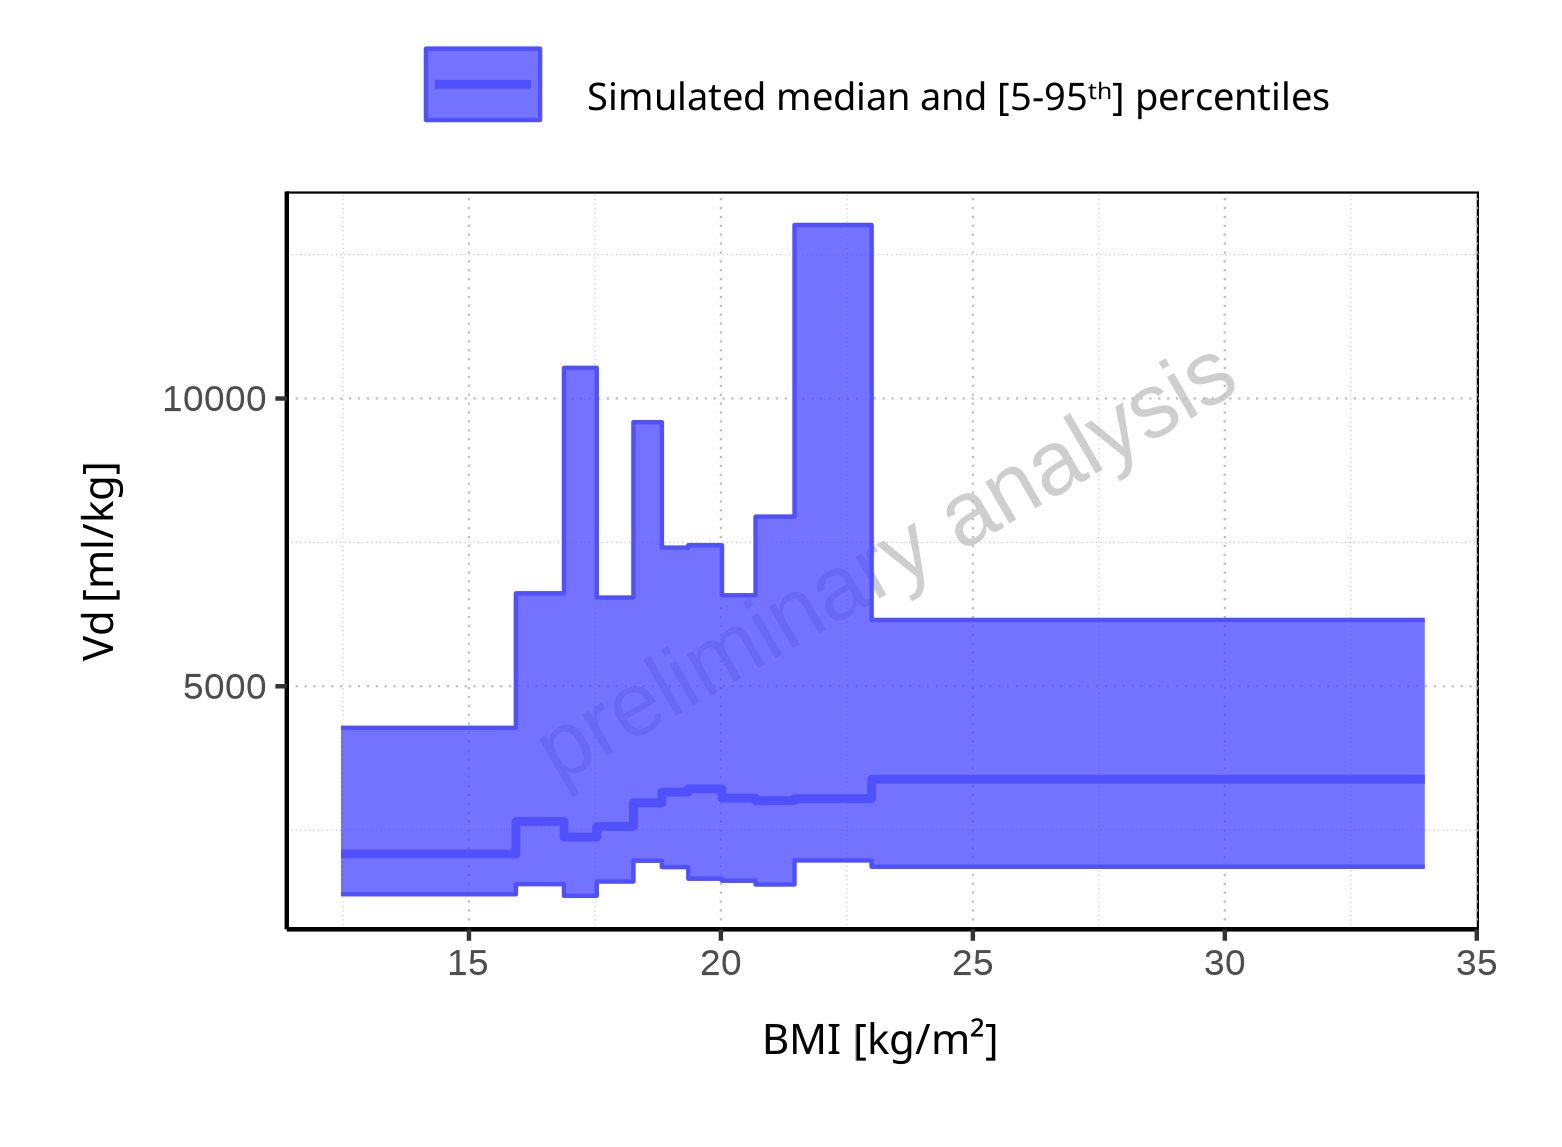 Simulated median and [5-95ᵗʰ] percentiles
10000
5000
Vd [ml/kg]
preliminary analysis
15 20 25 30 35
BMI [kg/m²]